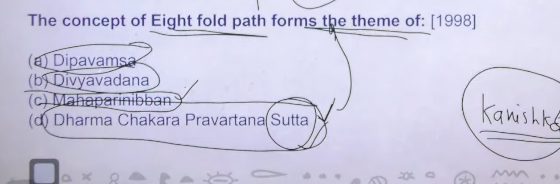 The concept of Eight fold path forms the theme of: [1998]
(a) Dipavamsa
(b) Divyavadana
(c) Mahaparinibban
(d) Dharma Chakara Pravartana Sutta
Kanishka